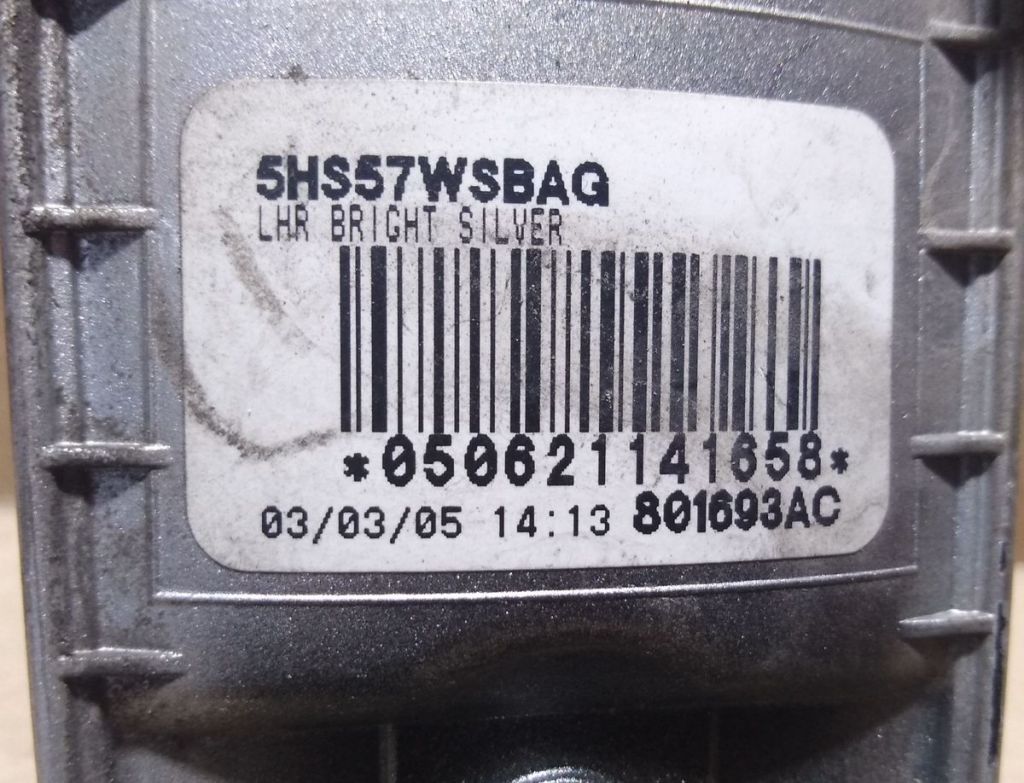 5HS57WSBAG
LHR BRIGHT SILVER
*050621141658*
03/03/05 14:13 801693AC